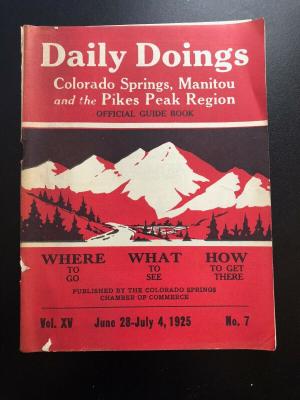 Daily Doings
Colorado Springs, Manitou
and the Pikes Peak Region
OFFICIAL GUIDE BOOK
WHERE WHAT HOW
TO TO TO GET
GO SEE THERE
PUBLISHED BY THE COLORADO SPRINGS
CHAMBER OF COMMERCE
Vol. XV June 28-July 4, 1925 No. 7